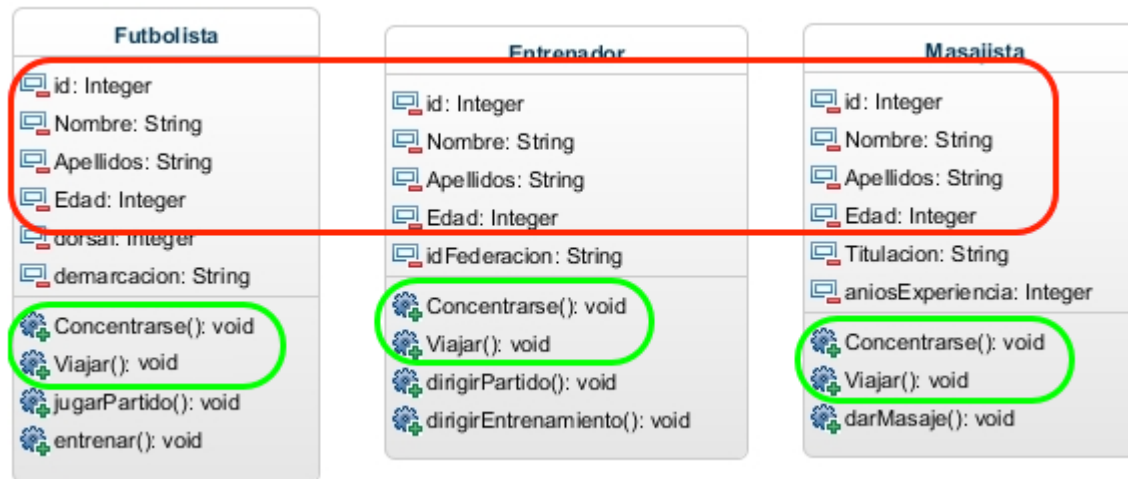 Futbolista
id: Integer
Nombre: String
Apellidos: String
Edad: Integer
dorsal: Integer
demarcacion: String
Concentrarse(): void
Viajar(): void
jugarPartido(): void
entrenar(): void
Entrenador
id: Integer
Nombre: String
Apellidos: String
Edad: Integer
idFederacion: String
Concentrarse(): void
Viajar(): void
dirigirPartido(): void
dirigirEntrenamiento(): void
Masajista
id: Integer
Nombre: String
Apellidos: String
Edad: Integer
Titulacion: String
aniosExperiencia: Integer
Concentrarse(): void
Viajar(): void
darMasaje(): void